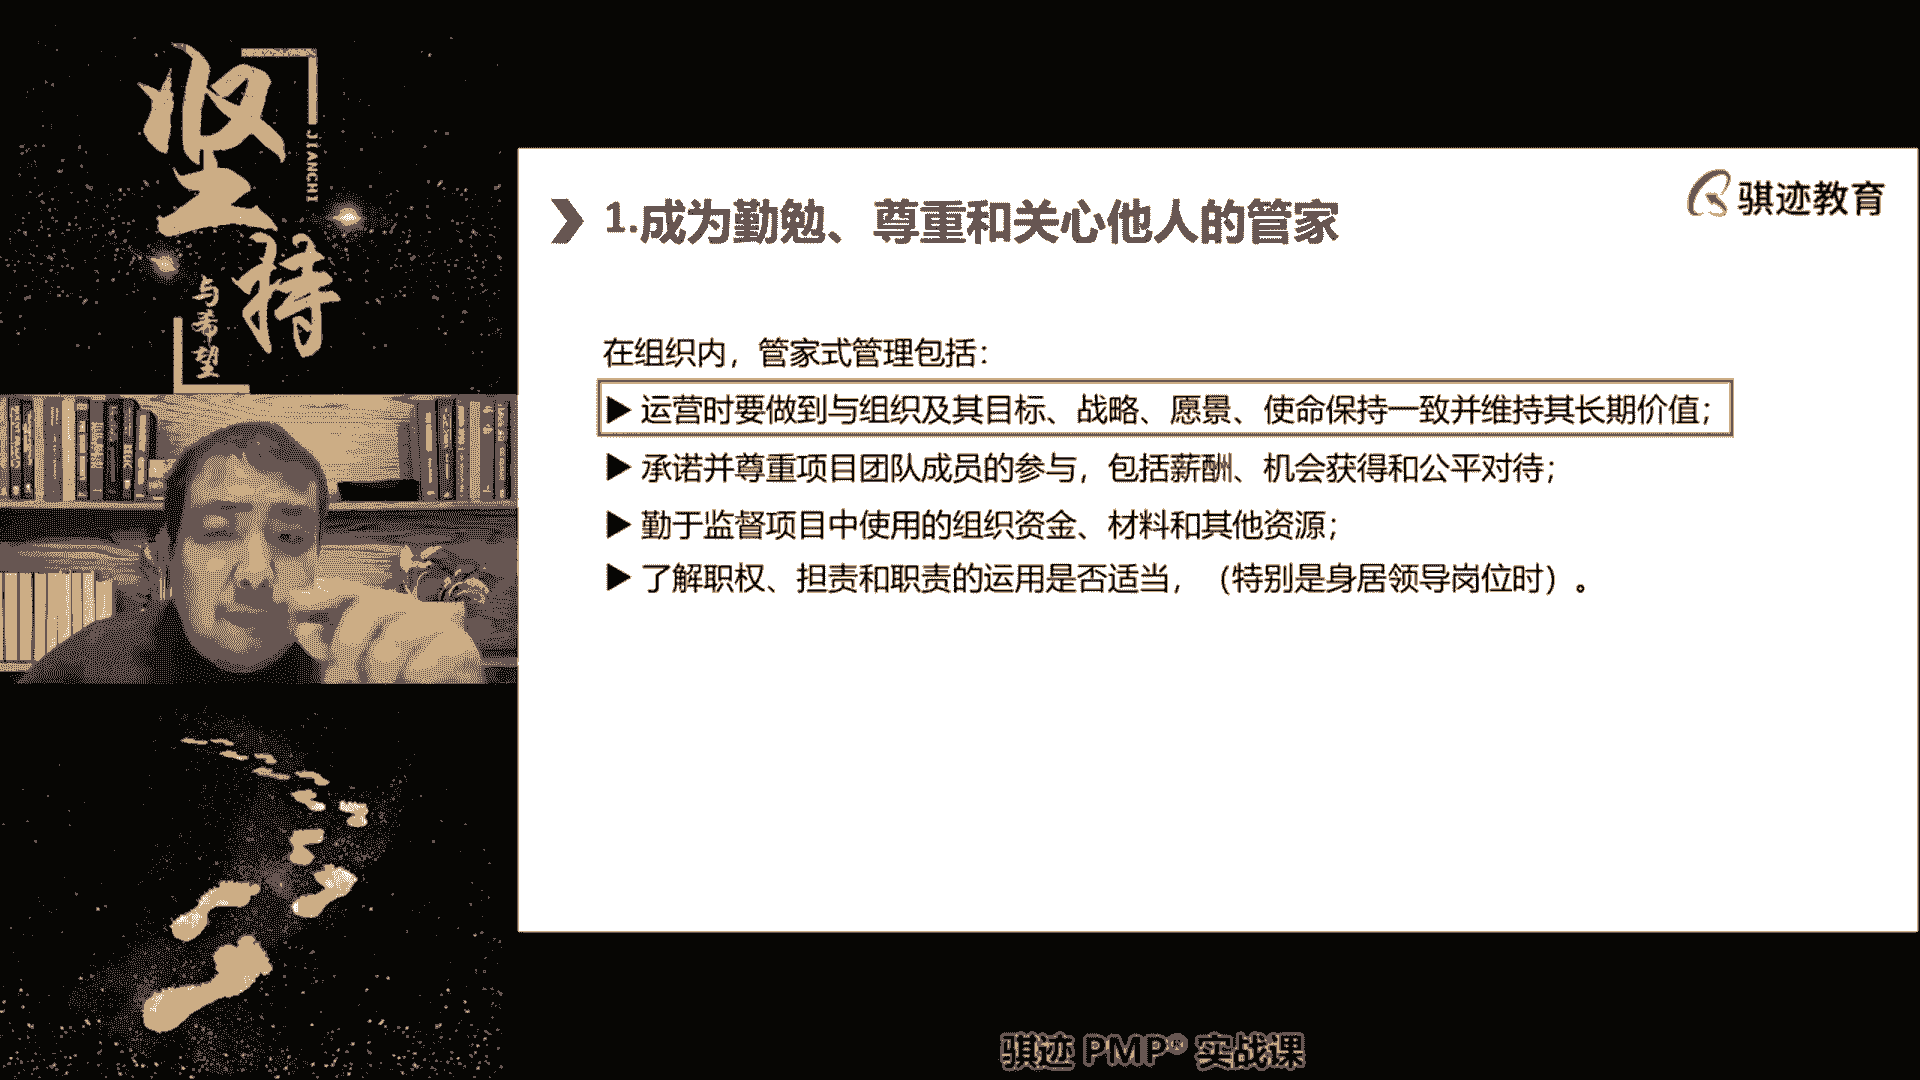 坚持
JIANCHI
与希望
骐迹教育
1.成为勤勉、尊重和关心他人的管家
在组织内，管家式管理包括：
▶ 运营时要做到与组织及其目标、战略、愿景、使命保持一致并维持其长期价值；
▶ 承诺并尊重项目团队成员的参与，包括薪酬、机会获得和公平对待；
▶ 勤于监督项目中使用的组织资金、材料和其他资源；
▶ 了解职权、担责和职责的运用是否适当，（特别是身居领导岗位时）。
骐迹 PMP® 实战课